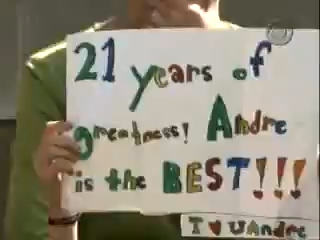 21 years of
greatness! Andre
is the BEST!!!
I ♥ U Andre